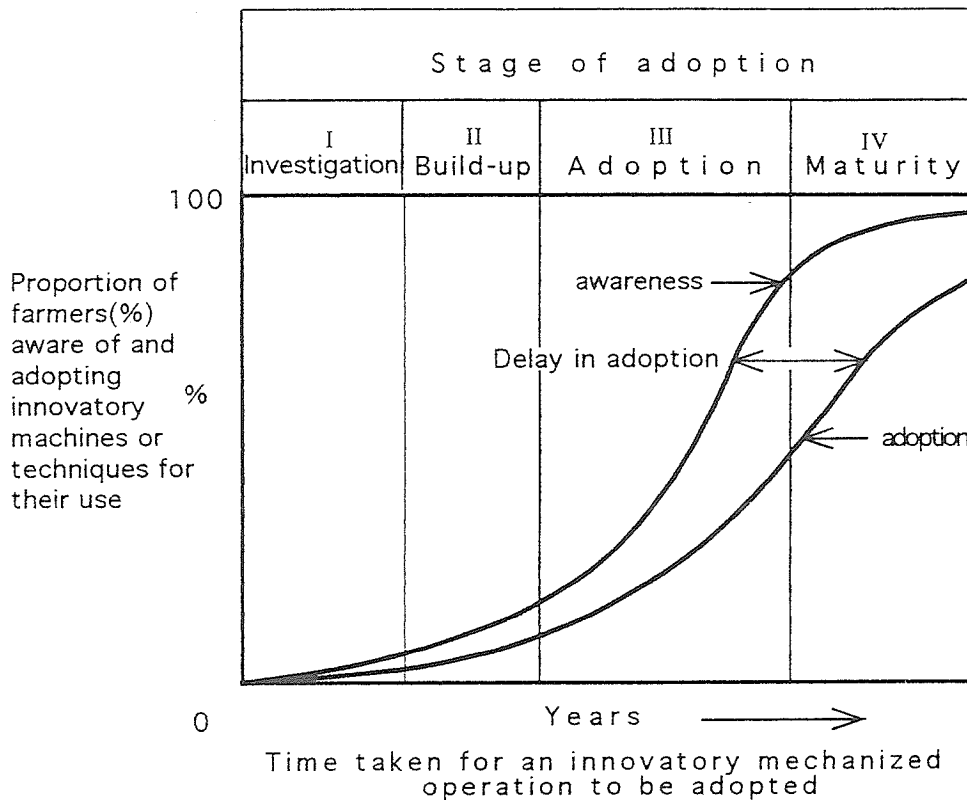 Stage of adoption
I
Investigation
II
Build-up
III
Adoption
IV
Maturity
100
Proportion of
farmers(%)
aware of and
adopting
innovatory
machines or
techniques for
their use
%
awareness
Delay in adoption
adoption
0
Years
Time taken for an innovatory mechanized
operation to be adopted